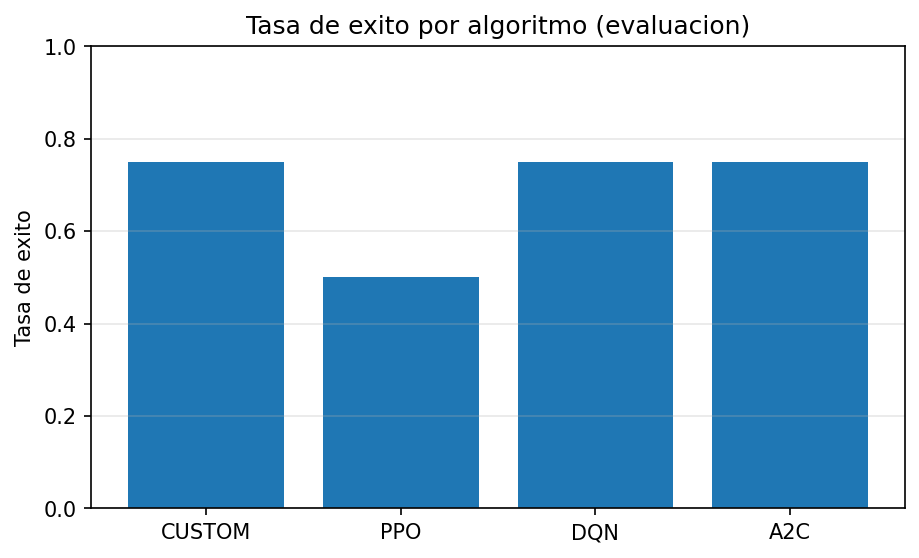 Tasa de exito por algoritmo (evaluacion)
1.0
0.8
0.6
0.4
0.2
0.0
Tasa de exito
CUSTOM PPO DQN A2C